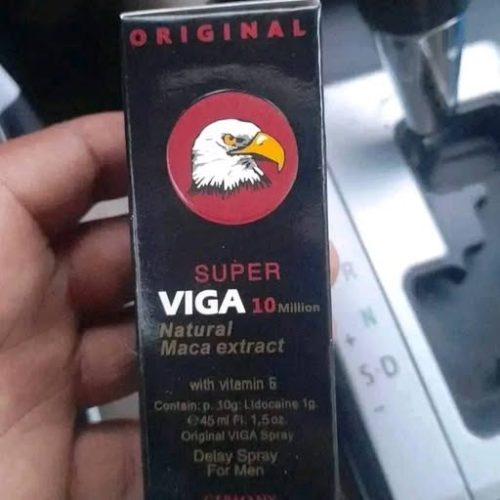 ORIGINAL
SUPER
VIGA 10 Million
Natural
Maca extract
with vitamin E
Contain: p. 10g: Lidocaine 1g.
℮45 ml Fl. 1,5 oz.
Original VIGA Spray
Delay Spray
For Men
GERMANY
R
N
+
S-D
-